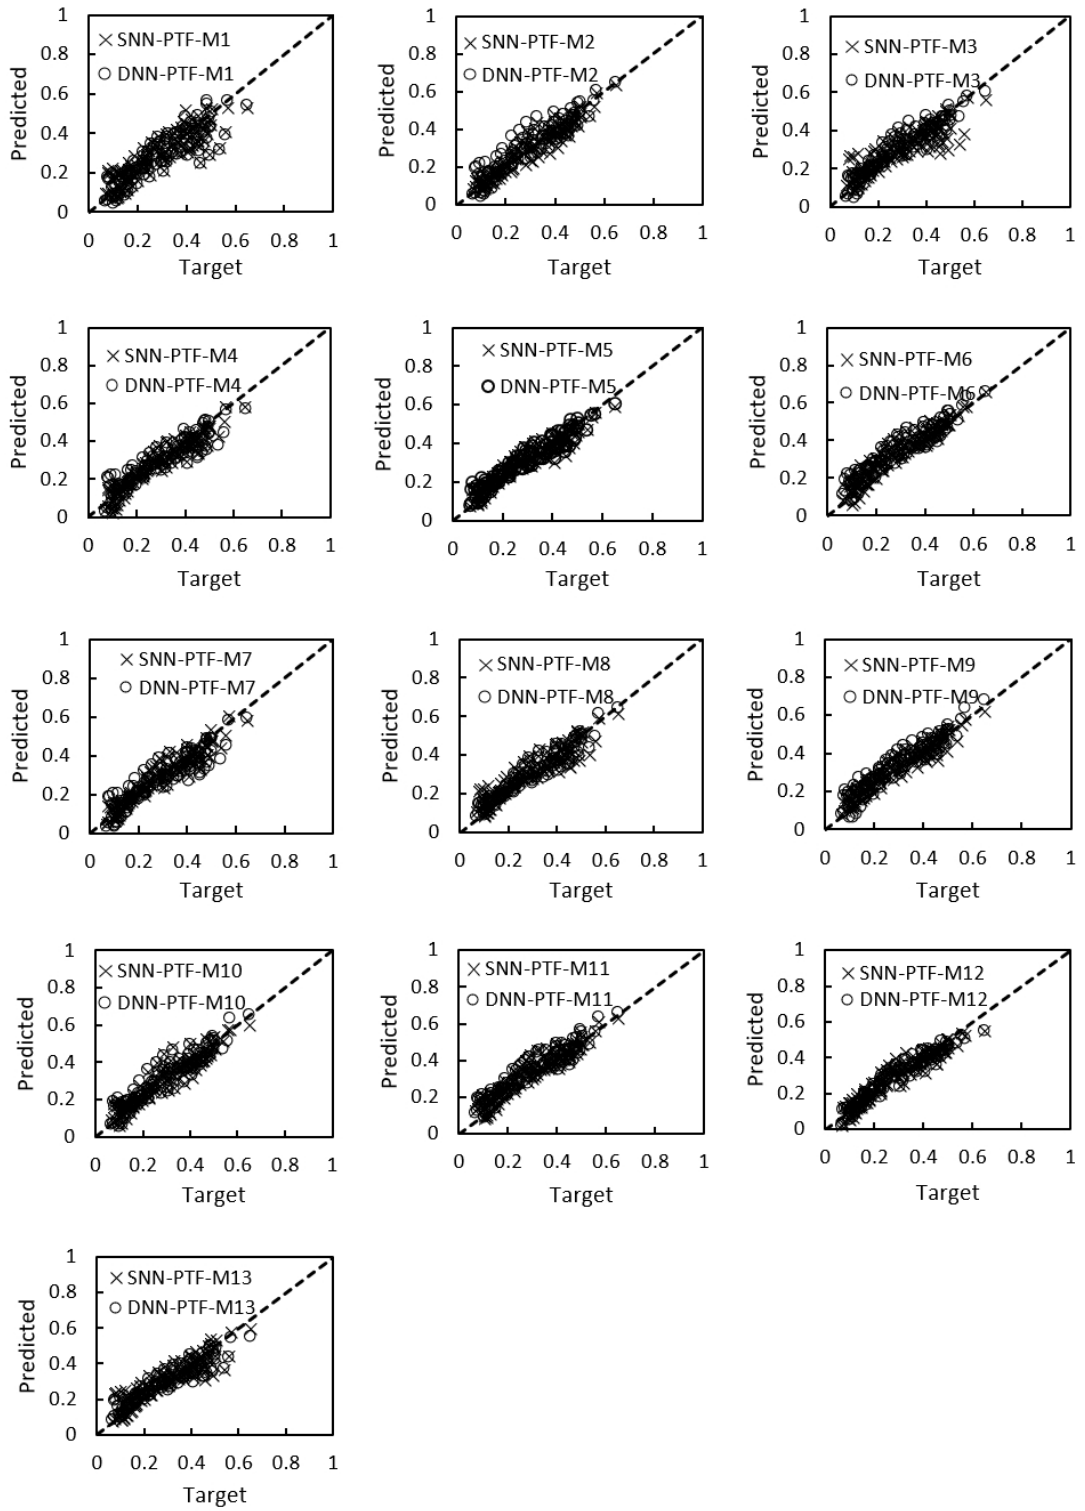 1
SNN-PTF-M1
0.8
DNN-PTF-M1
0.6
0.4
0.2
0
Predicted
0 0.2 0.4 0.6 0.8 1
Target
1
SNN-PTF-M2
0.8
DNN-PTF-M2
0.6
0.4
0.2
0
Predicted
0 0.2 0.4 0.6 0.8 1
Target
1
SNN-PTF-M3
0.8
DNN-PTF-M3
0.6
0.4
0.2
0
Predicted
0 0.2 0.4 0.6 0.8 1
Target
1
SNN-PTF-M4
0.8
DNN-PTF-M4
0.6
0.4
0.2
0
Predicted
0 0.2 0.4 0.6 0.8 1
Target
1
SNN-PTF-M5
0.8
DNN-PTF-M5
0.6
0.4
0.2
0
Predicted
0 0.2 0.4 0.6 0.8 1
Target
1
SNN-PTF-M6
0.8
DNN-PTF-M6
0.6
0.4
0.2
0
Predicted
0 0.2 0.4 0.6 0.8 1
Target
1
SNN-PTF-M7
0.8
DNN-PTF-M7
0.6
0.4
0.2
0
Predicted
0 0.2 0.4 0.6 0.8 1
Target
1
SNN-PTF-M8
0.8
DNN-PTF-M8
0.6
0.4
0.2
0
Predicted
0 0.2 0.4 0.6 0.8 1
Target
1
SNN-PTF-M9
0.8
DNN-PTF-M9
0.6
0.4
0.2
0
Predicted
0 0.2 0.4 0.6 0.8 1
Target
1
SNN-PTF-M10
0.8
DNN-PTF-M10
0.6
0.4
0.2
0
Predicted
0 0.2 0.4 0.6 0.8 1
Target
1
SNN-PTF-M11
0.8
DNN-PTF-M11
0.6
0.4
0.2
0
Predicted
0 0.2 0.4 0.6 0.8 1
Target
1
SNN-PTF-M12
0.8
DNN-PTF-M12
0.6
0.4
0.2
0
Predicted
0 0.2 0.4 0.6 0.8 1
Target
1
SNN-PTF-M13
0.8
DNN-PTF-M13
0.6
0.4
0.2
0
Predicted
0 0.2 0.4 0.6 0.8 1
Target